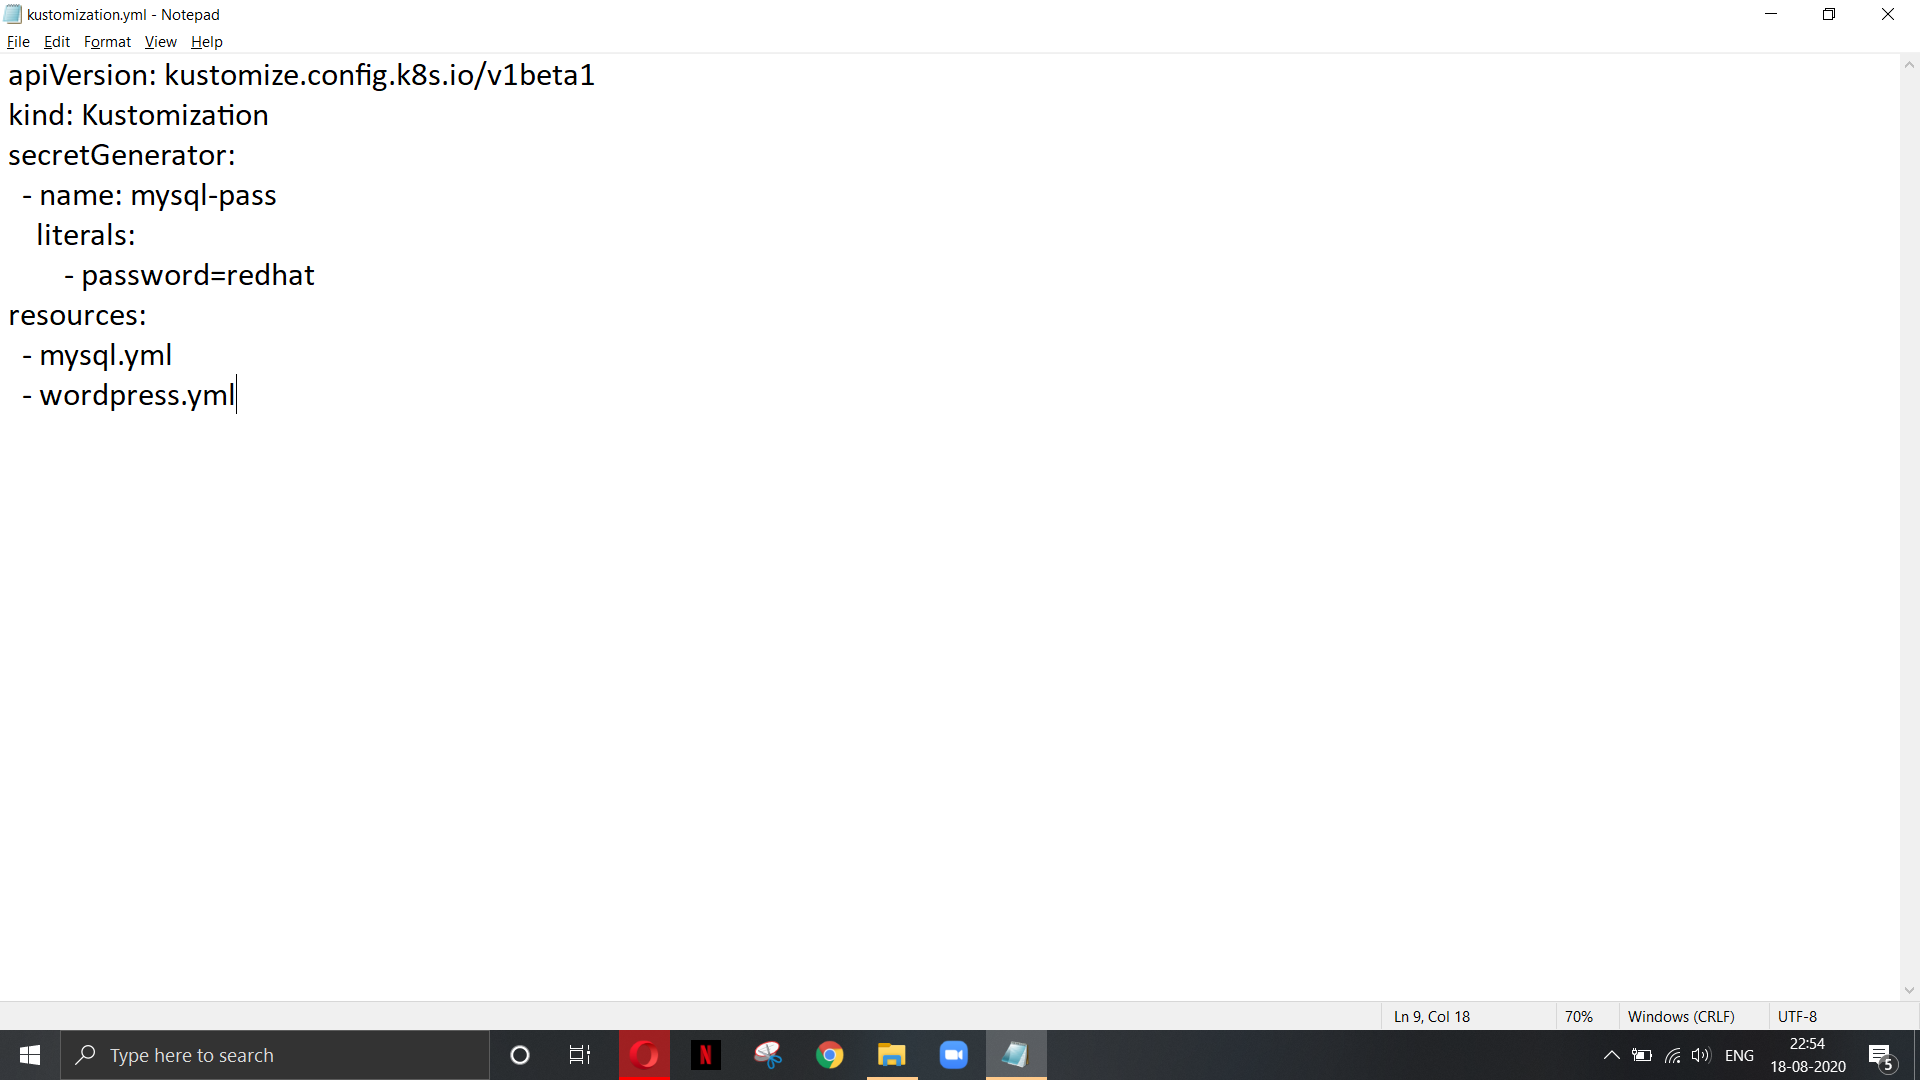 kustomization.yml - Notepad
File Edit Format View Help
apiVersion: kustomize.config.k8s.io/v1beta1
kind: Kustomization
secretGenerator:
  - name: mysql-pass
    literals:
        - password=redhat
resources:
  - mysql.yml
  - wordpress.yml
Ln 9, Col 18 70% Windows (CRLF) UTF-8
Type here to search
N
ENG
22:54
18-08-2020
5